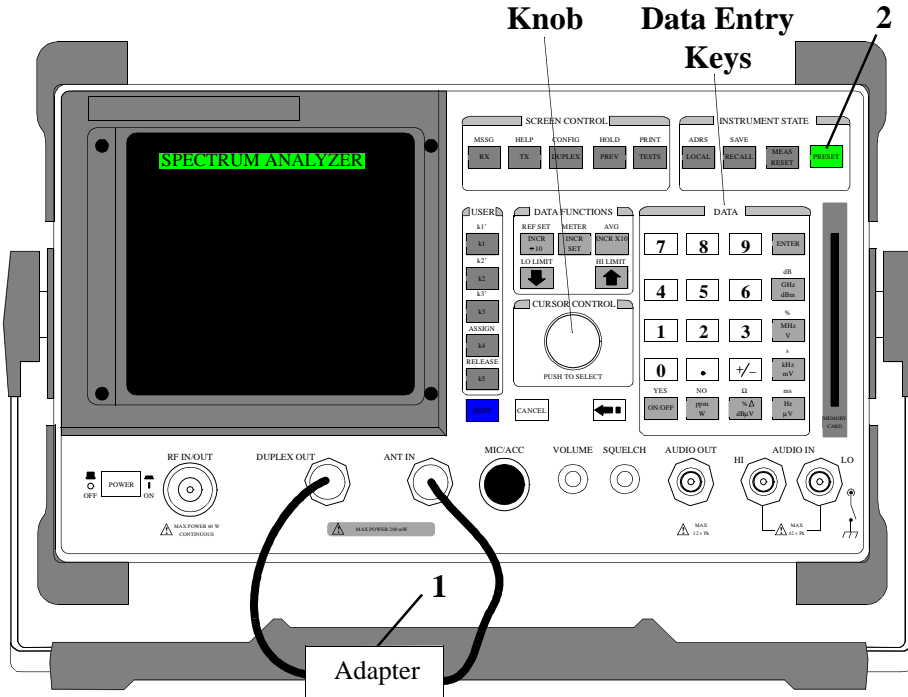 Knob
Data Entry
Keys
2
SPECTRUM ANALYZER
SCREEN CONTROL
MSSG HELP CONFIG HOLD PRINT
RX TX DUPLEX PREV TESTS
INSTRUMENT STATE
ADRS SAVE
LOCAL RECALL MEAS RESET PRESET
USER
k1'
k1
k2'
k2
k3'
k3
ASSIGN
k4
RELEASE
k5
SHIFT
DATA FUNCTIONS
REF SET METER AVG
INCR ÷10 INCR SET INCR X10
LO LIMIT HI LIMIT
CURSOR CONTROL
PUSH TO SELECT
CANCEL
DATA
7 8 9 ENTER
dB
4 5 6 GHz dBm
%
1 2 3 MHz V
s
0 . +/− kHz mV
YES NO Ω ms
ON/OFF ppm W %Δ dBµV Hz µV
MEMORY
CARD
RF IN/OUT DUPLEX OUT ANT IN MIC/ACC VOLUME SQUELCH AUDIO OUT AUDIO IN
HI LO
POWER
OFF ON
MAX POWER 60 W
CONTINUOUS
MAX POWER 200 mW
MAX
12 v Pk
MAX
42 v Pk
1
Adapter